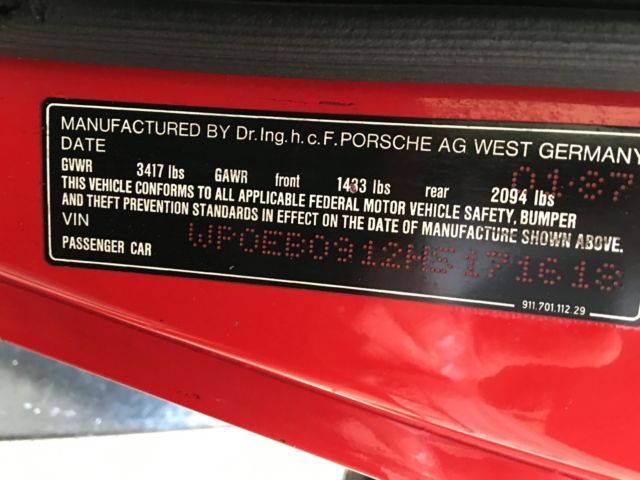 MANUFACTURED BY Dr.Ing.h.c.F.PORSCHE AG WEST GERMANY
DATE 04·87
GVWR 3417 lbs GAWR front 1433 lbs rear 2094 lbs
THIS VEHICLE CONFORMS TO ALL APPLICABLE FEDERAL MOTOR VEHICLE SAFETY, BUMPER
AND THEFT PREVENTION STANDARDS IN EFFECT ON THE DATE OF MANUFACTURE SHOWN ABOVE.
VIN WP0EB0912HS171618
PASSENGER CAR
911.701.112.29